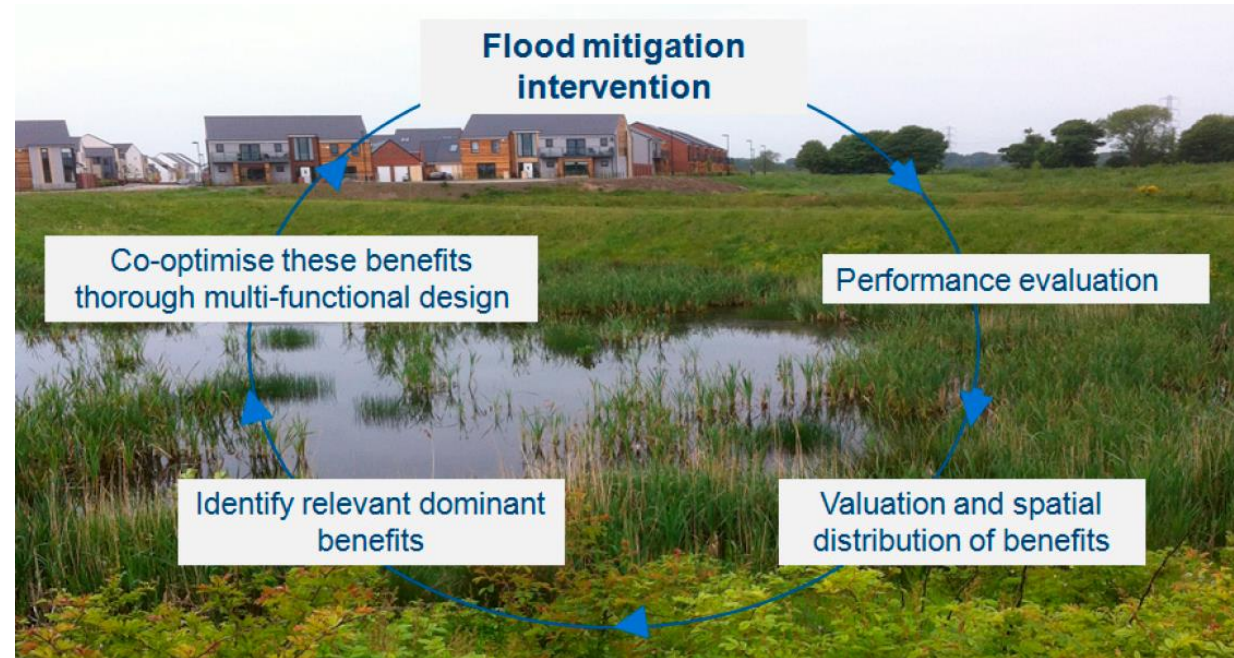 Flood mitigation
intervention
Performance evaluation
Valuation and spatial
distribution of benefits
Identify relevant dominant
benefits
Co-optimise these benefits
thorough multi-functional design